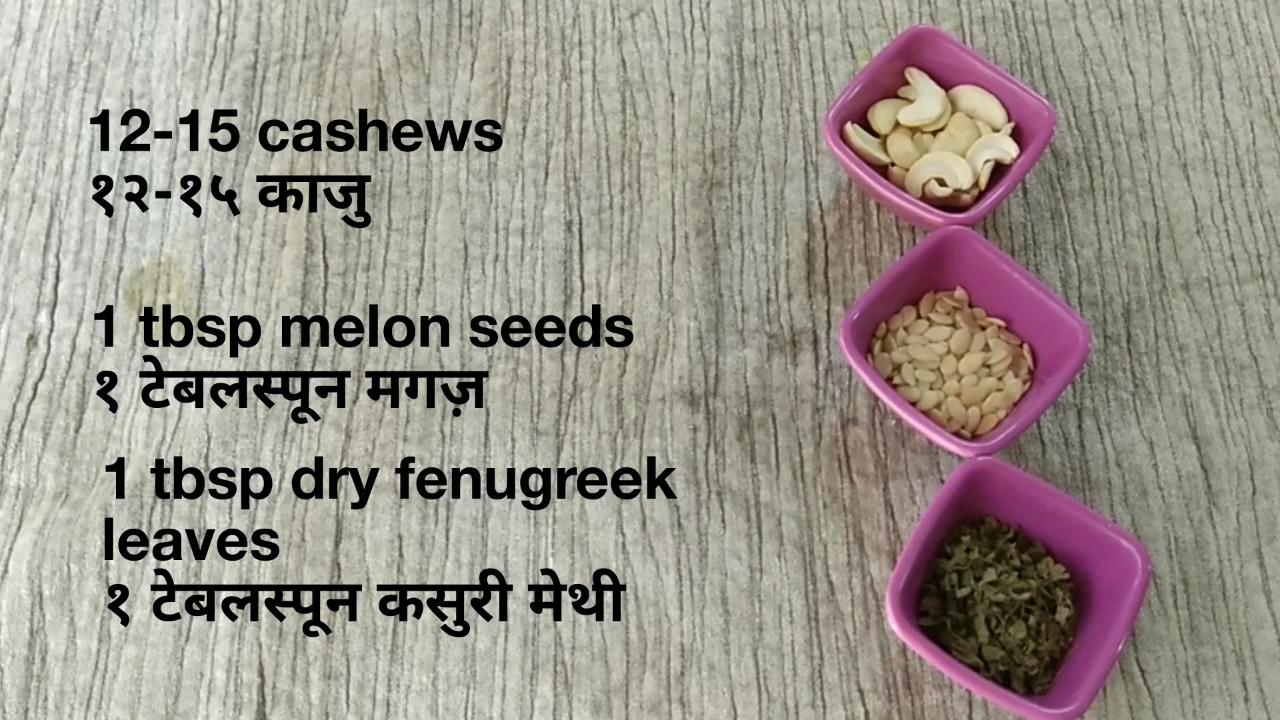 12-15 cashews
१२-१५ काजु
1 tbsp melon seeds
१ टेबलस्पून मगज़
1 tbsp dry fenugreek
leaves
१ टेबलस्पून कसुरी मेथी